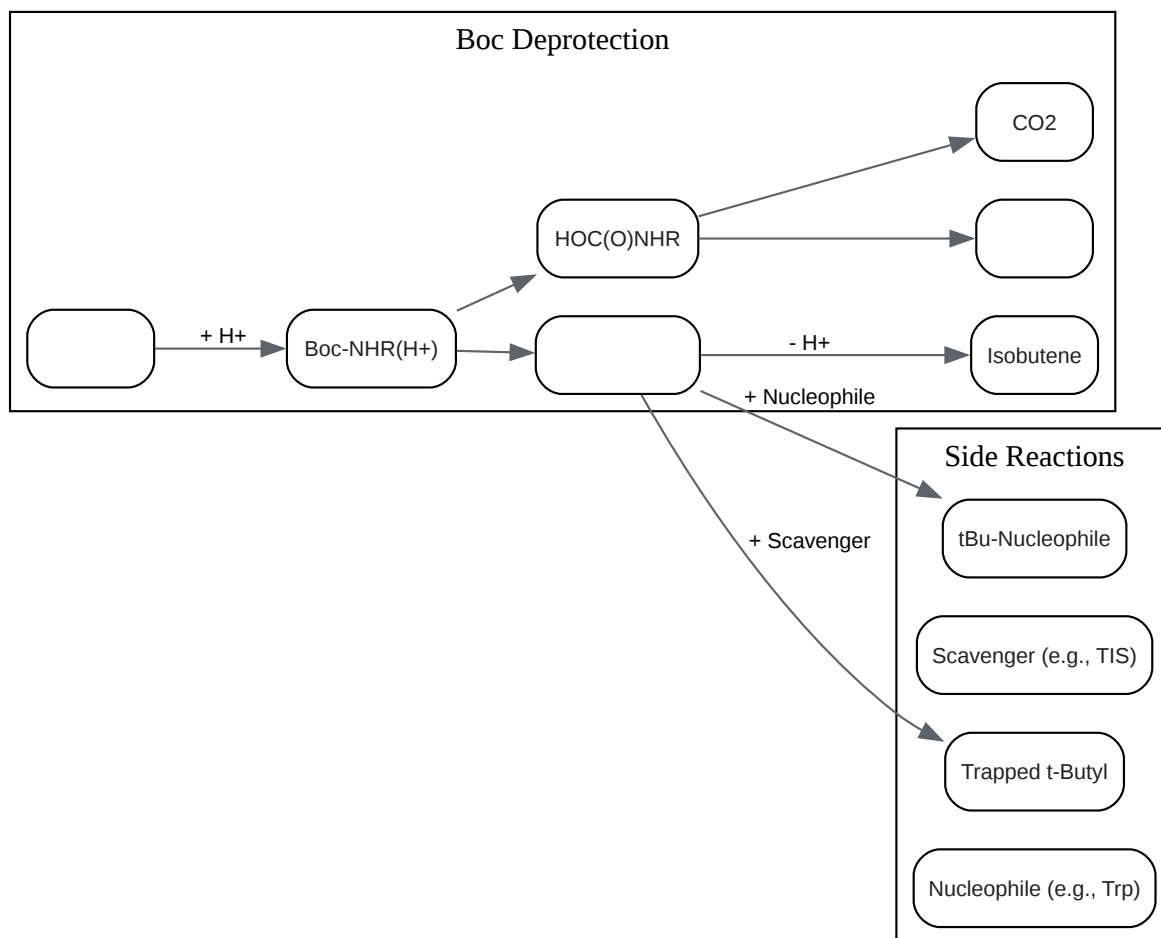 Boc Deprotection
CO2
HOC(O)NHR
+ H+
Boc-NHR(H+)
- H+
Isobutene
+ Nucleophile
Side Reactions
tBu-Nucleophile
+ Scavenger
Scavenger (e.g., TIS)
Trapped t-Butyl
Nucleophile (e.g., Trp)